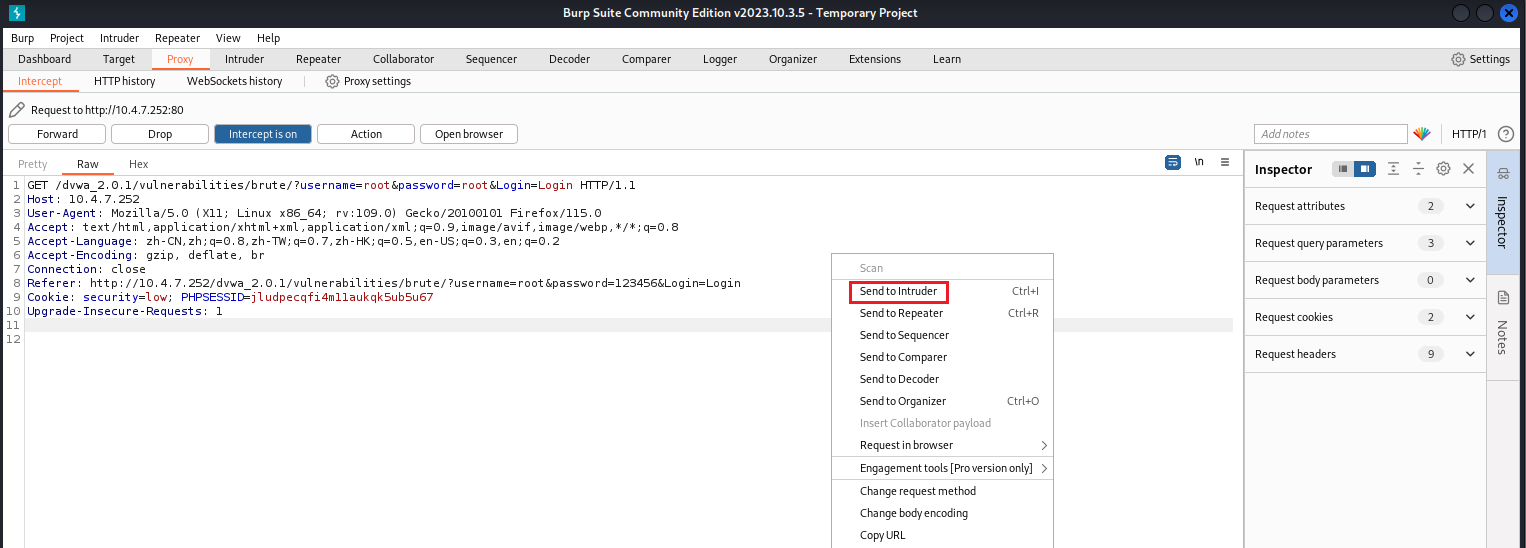 Burp Suite Community Edition v2023.10.3.5 - Temporary Project
Burp Project Intruder Repeater View Help
Dashboard Target Proxy Intruder Repeater Collaborator Sequencer Decoder Comparer Logger Organizer Extensions Learn Settings
Intercept HTTP history WebSockets history Proxy settings
Request to http://10.4.7.252:80
Forward Drop Intercept is on Action Open browser Add notes HTTP/1 ?
Pretty Raw Hex \n
Inspector
1 GET /dvwa_2.0.1/vulnerabilities/brute/?username=root&password=root&Login=Login HTTP/1.1
2 Host: 10.4.7.252
3 User-Agent: Mozilla/5.0 (X11; Linux x86_64; rv:109.0) Gecko/20100101 Firefox/115.0
4 Accept: text/html,application/xhtml+xml,application/xml;q=0.9,image/avif,image/webp,*/*;q=0.8
5 Accept-Language: zh-CN,zh;q=0.8,zh-TW;q=0.7,zh-HK;q=0.5,en-US;q=0.3,en;q=0.2
6 Accept-Encoding: gzip, deflate, br
7 Connection: close
8 Referer: http://10.4.7.252/dvwa_2.0.1/vulnerabilities/brute/?username=root&password=123456&Login=Login
9 Cookie: security=low; PHPSESSID=jludpecqfi4m11aukqk5ub5u67
10 Upgrade-Insecure-Requests: 1
11
12
Scan
Send to Intruder Ctrl+I
Send to Repeater Ctrl+R
Send to Sequencer
Send to Comparer
Send to Decoder
Send to Organizer Ctrl+O
Insert Collaborator payload
Request in browser
Engagement tools [Pro version only]
Change request method
Change body encoding
Copy URL
Request attributes 2
Request query parameters 3
Request body parameters 0
Request cookies 2
Request headers 9
Inspector
Notes